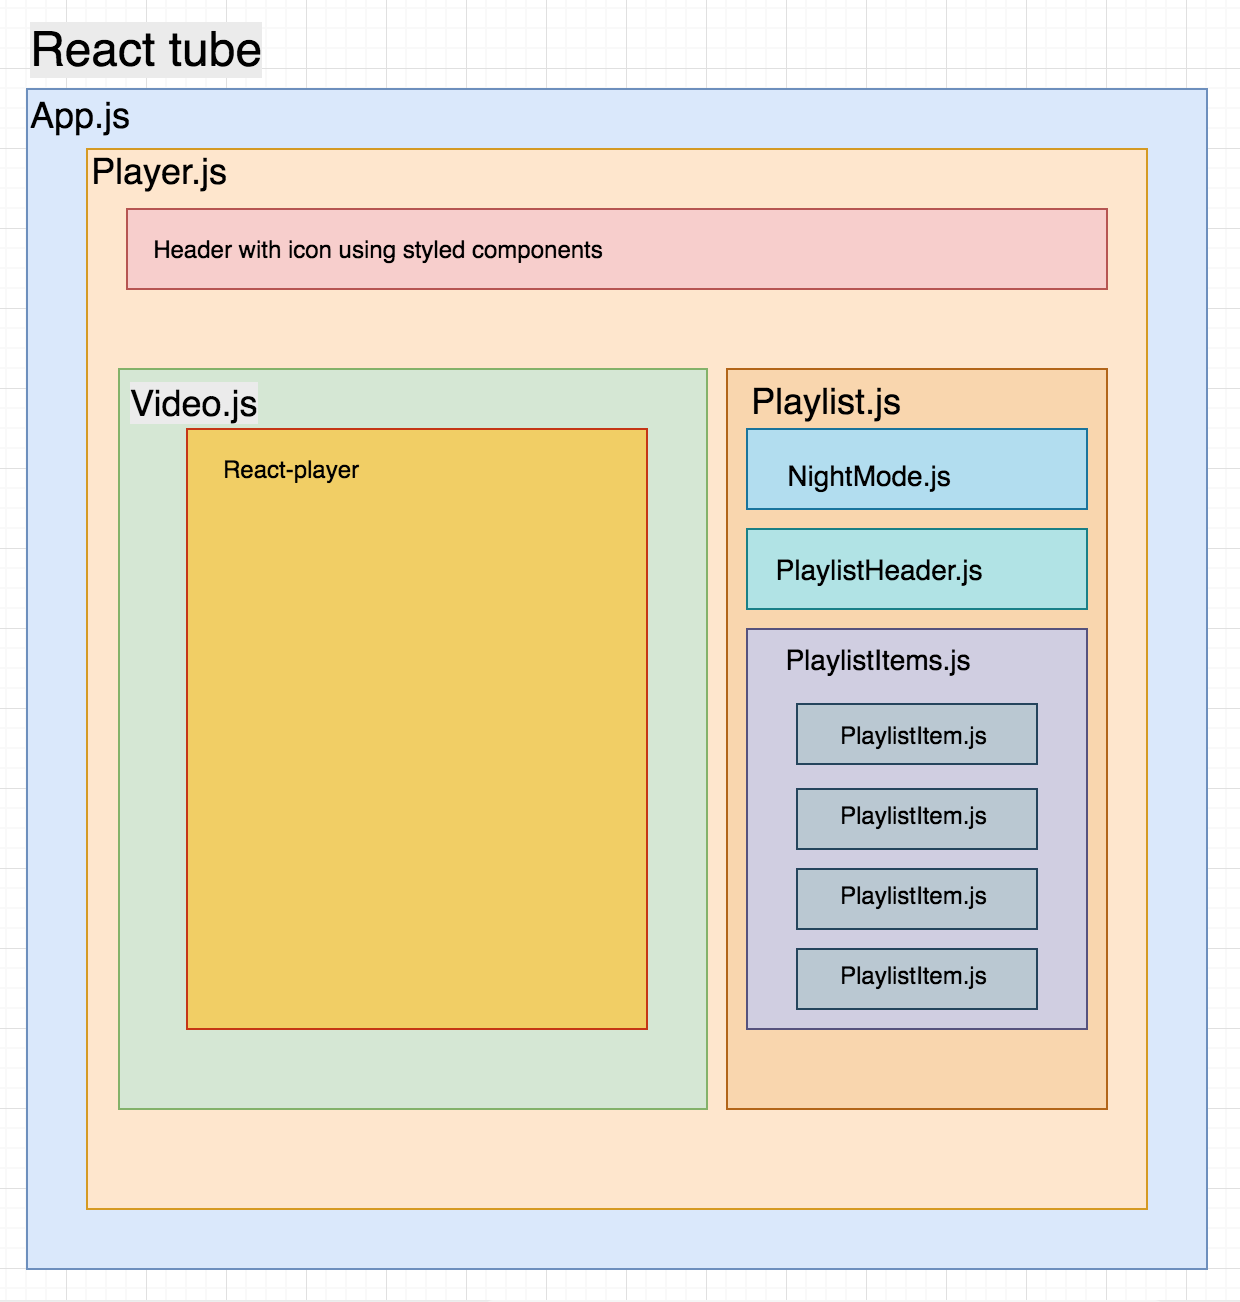 React tube
App.js
Player.js
Header with icon using styled components
Video.js
React-player
Playlist.js
NightMode.js
PlaylistHeader.js
PlaylistItems.js
PlaylistItem.js
PlaylistItem.js
PlaylistItem.js
PlaylistItem.js